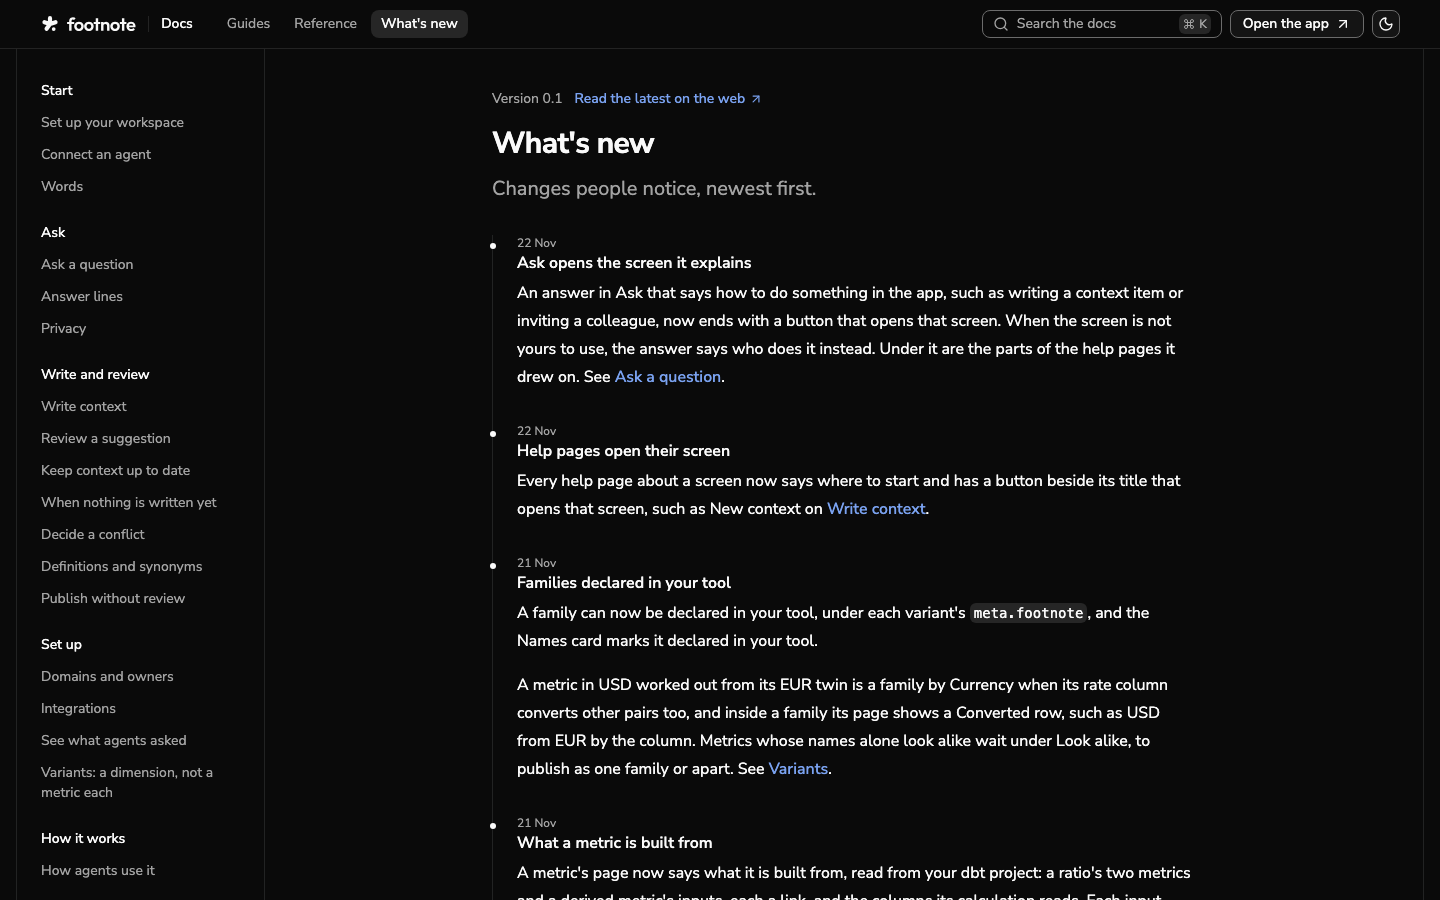 footnote
Docs
Guides
Reference
What's new
Search the docs
⌘ K
Open the app
Start
Set up your workspace
Connect an agent
Words
Ask
Ask a question
Answer lines
Privacy
Write and review
Write context
Review a suggestion
Keep context up to date
When nothing is written yet
Decide a conflict
Definitions and synonyms
Publish without review
Set up
Domains and owners
Integrations
See what agents asked
Variants: a dimension, not a
metric each
How it works
How agents use it
Version 0.1 Read the latest on the web
What's new
Changes people notice, newest first.
22 Nov
Ask opens the screen it explains
An answer in Ask that says how to do something in the app, such as writing a context item or
inviting a colleague, now ends with a button that opens that screen. When the screen is not
yours to use, the answer says who does it instead. Under it are the parts of the help pages it
drew on. See Ask a question.
22 Nov
Help pages open their screen
Every help page about a screen now says where to start and has a button beside its title that
opens that screen, such as New context on Write context.
21 Nov
Families declared in your tool
A family can now be declared in your tool, under each variant's meta.footnote, and the
Names card marks it declared in your tool.
A metric in USD worked out from its EUR twin is a family by Currency when its rate column
converts other pairs too, and inside a family its page shows a Converted row, such as USD
from EUR by the column. Metrics whose names alone look alike wait under Look alike, to
publish as one family or apart. See Variants.
21 Nov
What a metric is built from
A metric's page now says what it is built from, read from your dbt project: a ratio's two metrics
and a derived metric's inputs, each a link, and the columns its calculation reads. Each input